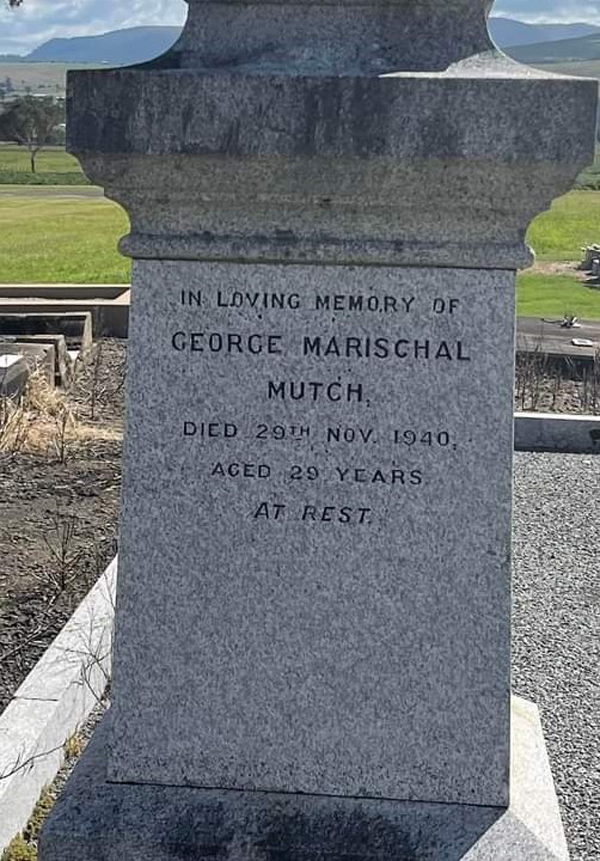 IN LOVING MEMORY OF
GEORGE MARISCHAL
MUTCH,
DIED 29TH NOV. 1940,
AGED 29 YEARS
AT REST.